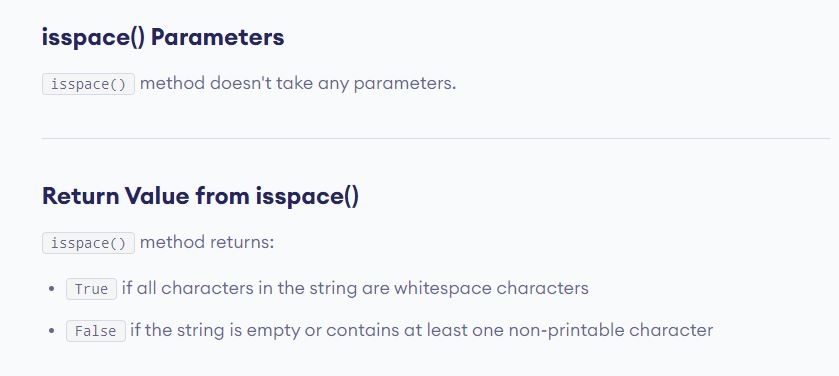 isspace() Parameters
isspace() method doesn't take any parameters.
Return Value from isspace()
isspace() method returns:
• True if all characters in the string are whitespace characters
• False if the string is empty or contains at least one non-printable character